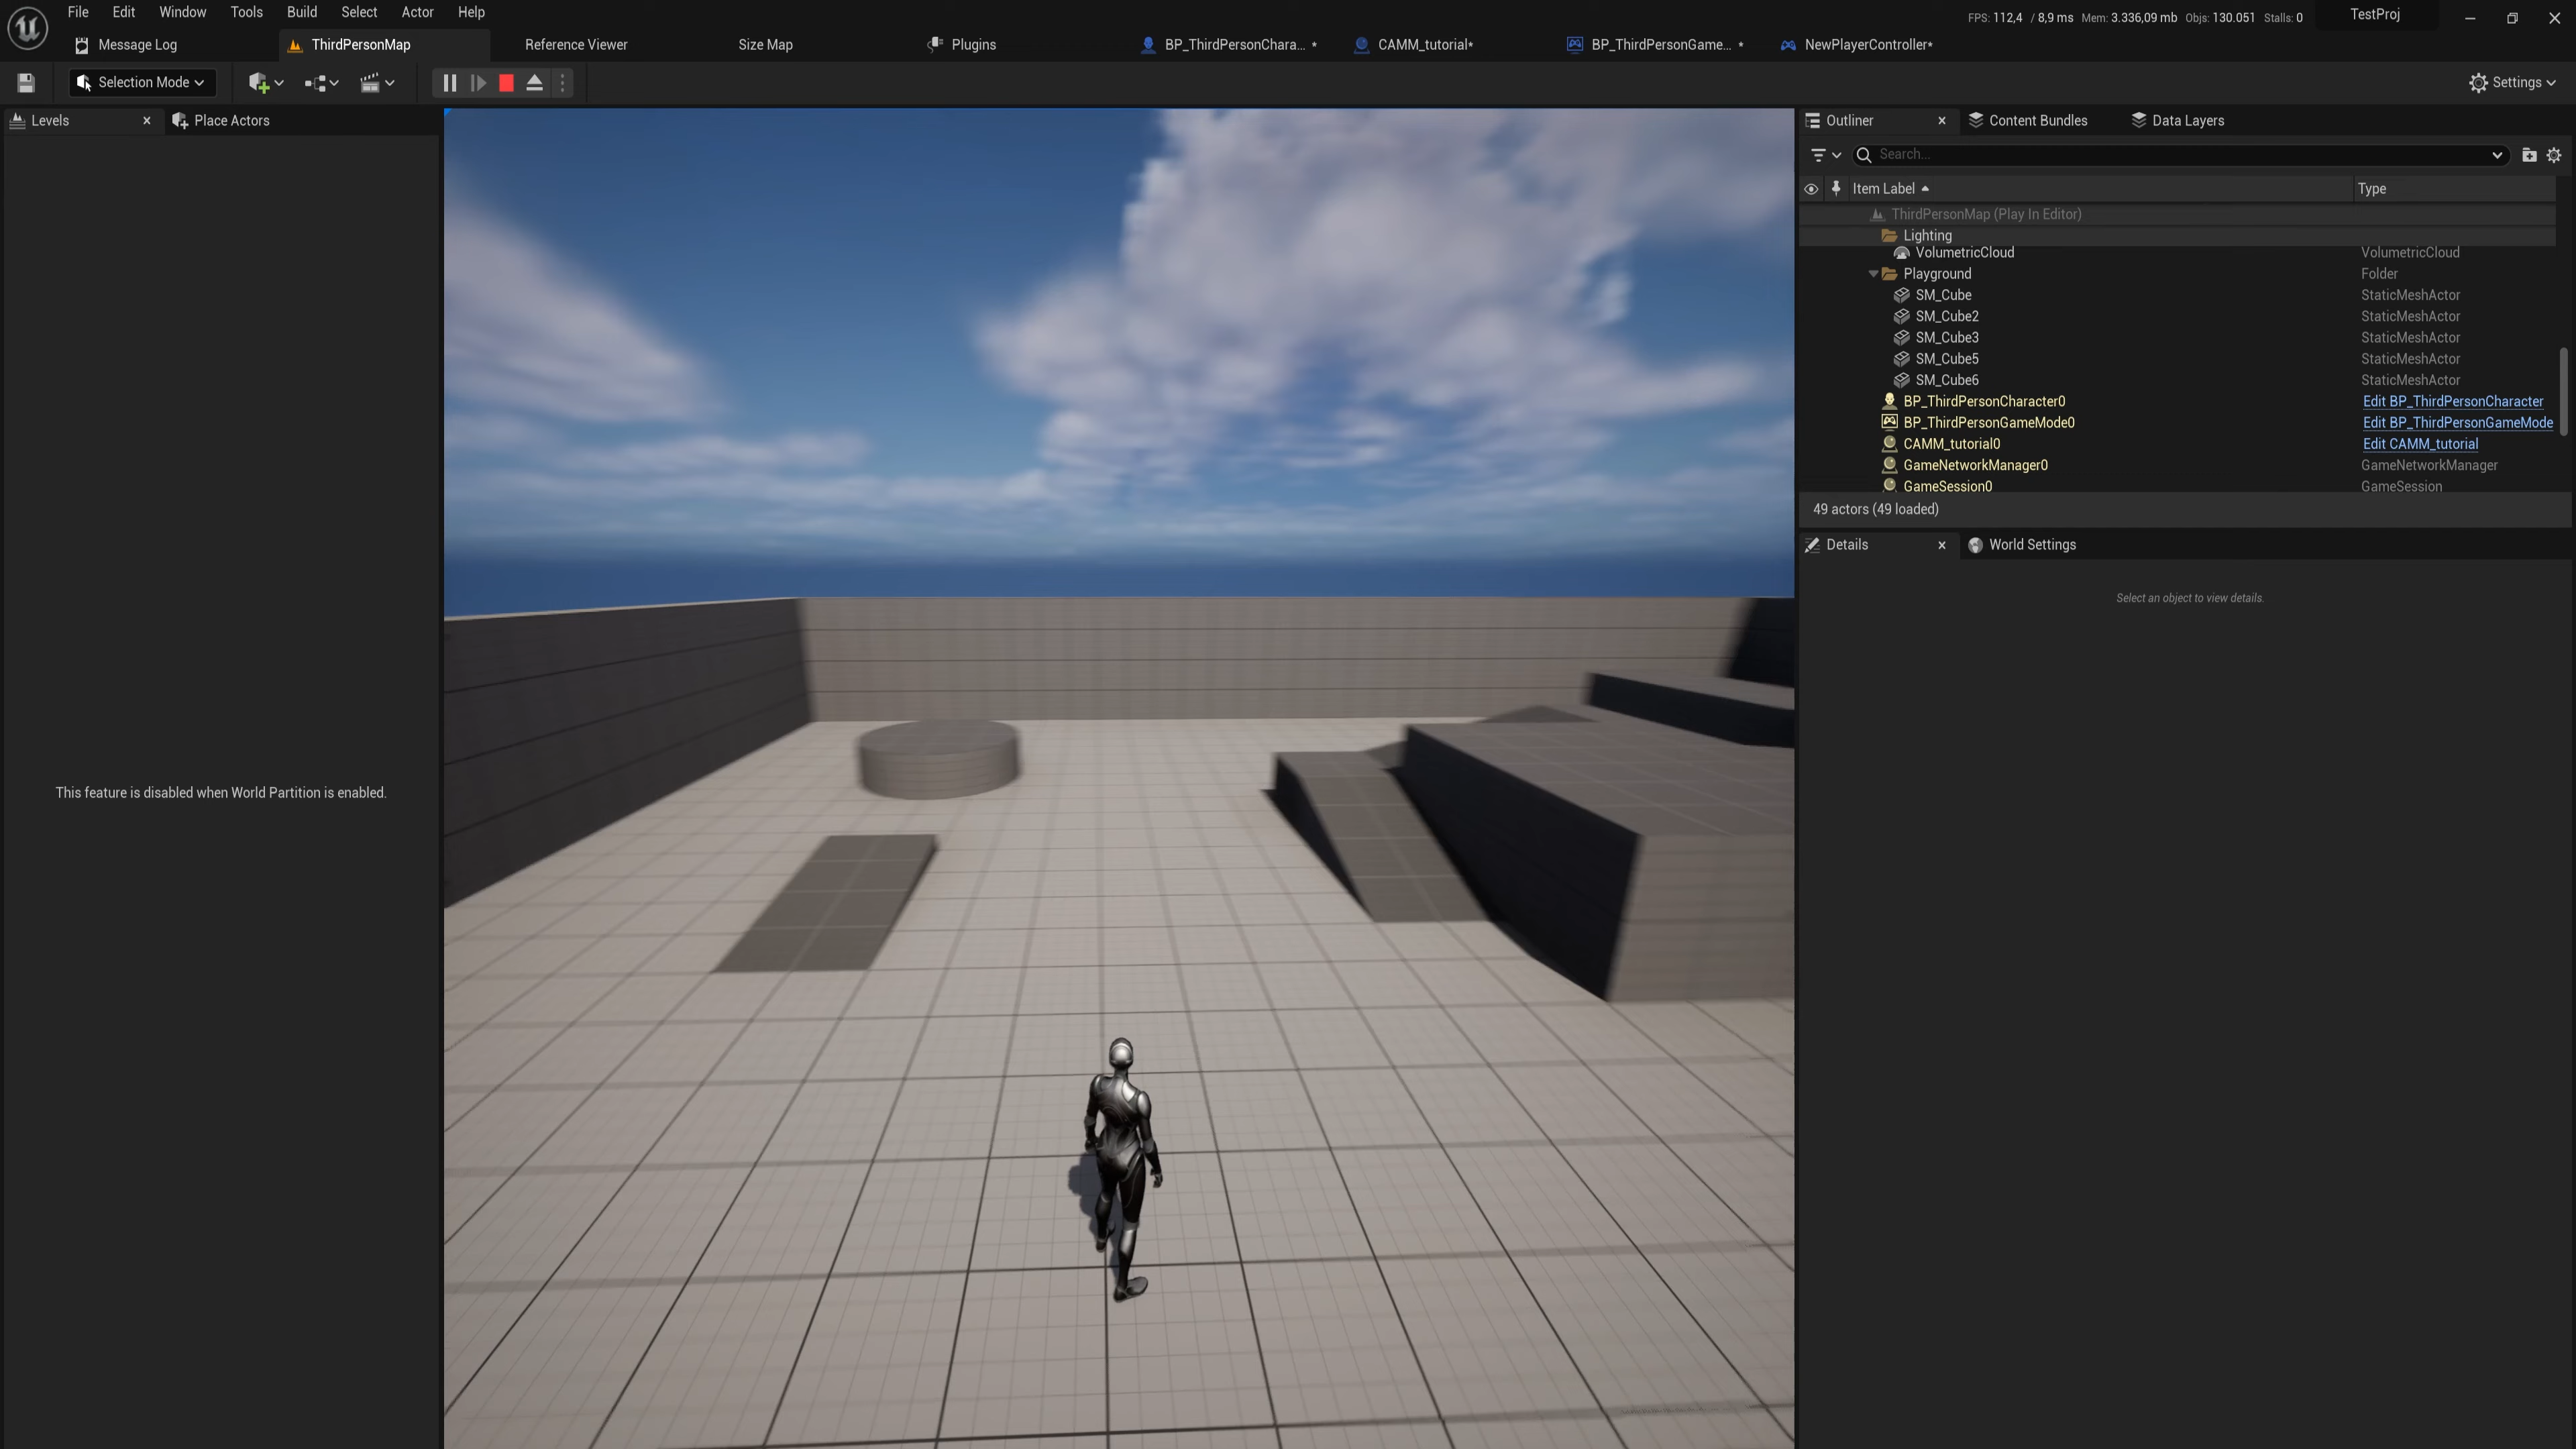 File Edit Window Tools Build Select Actor Help
FPS: 112,4 / 8,9 ms Mem: 3.336,09 mb Objs: 130.051 Stalls: 0 TestProj
Message Log ThirdPersonMap Reference Viewer Size Map Plugins BP_ThirdPersonChara... * CAMM_tutorial* BP_ThirdPersonGame... * NewPlayerController*
Selection Mode Settings
Levels Place Actors
Outliner Content Bundles Data Layers
Search...
Item Label Type
ThirdPersonMap (Play In Editor)
Lighting
VolumetricCloud VolumetricCloud
Playground Folder
SM_Cube StaticMeshActor
SM_Cube2 StaticMeshActor
SM_Cube3 StaticMeshActor
SM_Cube5 StaticMeshActor
SM_Cube6 StaticMeshActor
BP_ThirdPersonCharacter0 Edit BP_ThirdPersonCharacter
BP_ThirdPersonGameMode0 Edit BP_ThirdPersonGameMode
CAMM_tutorial0 Edit CAMM_tutorial
GameNetworkManager0 GameNetworkManager
GameSession0 GameSession
49 actors (49 loaded)
Details World Settings
Select an object to view details.
This feature is disabled when World Partition is enabled.